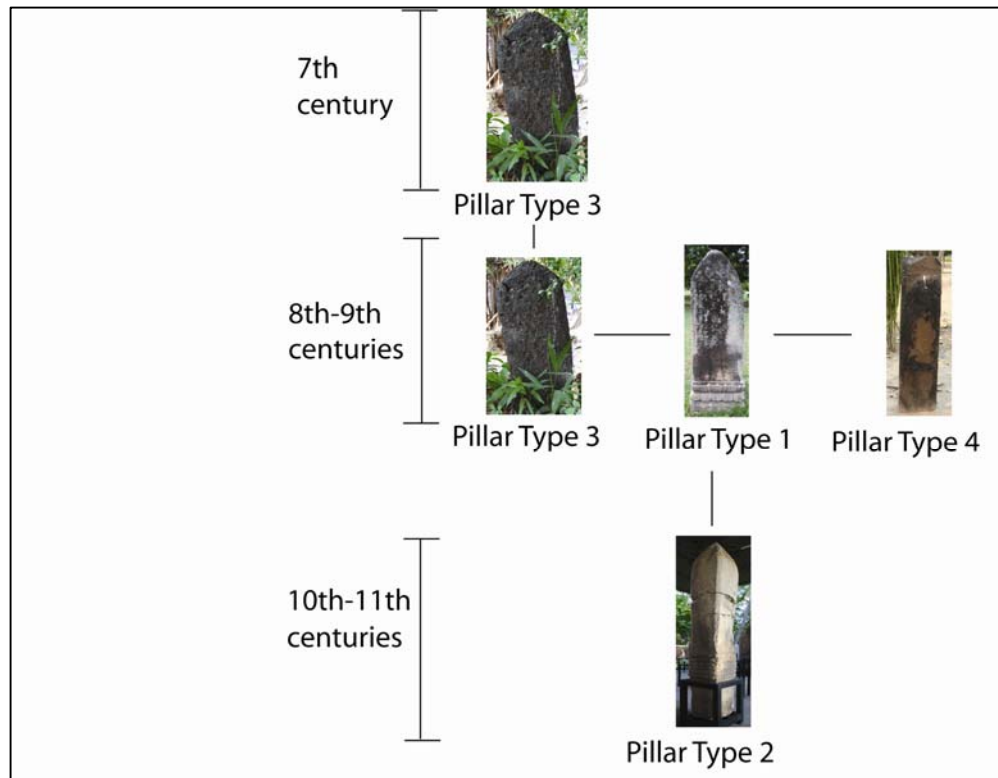 7th
century
Pillar Type 3
8th-9th
centuries
Pillar Type 3
Pillar Type 1
Pillar Type 4
10th-11th
centuries
Pillar Type 2